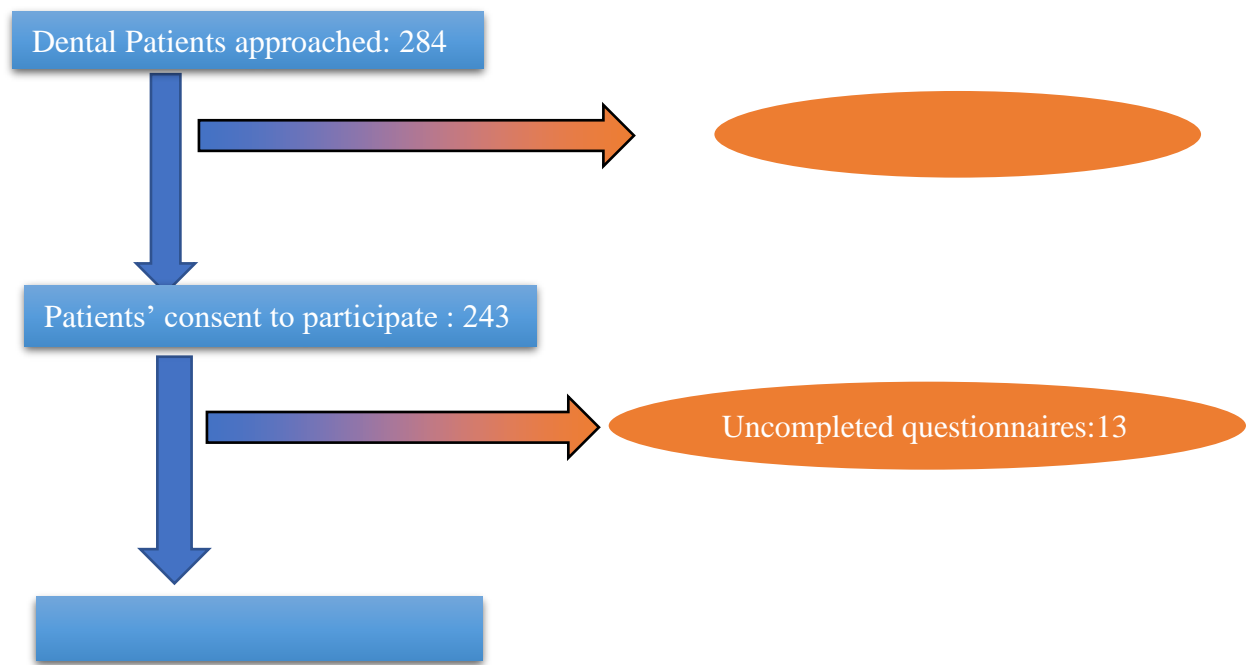 Dental Patients approached: 284
Patients’ consent to participate : 243
Uncompleted questionnaires:13